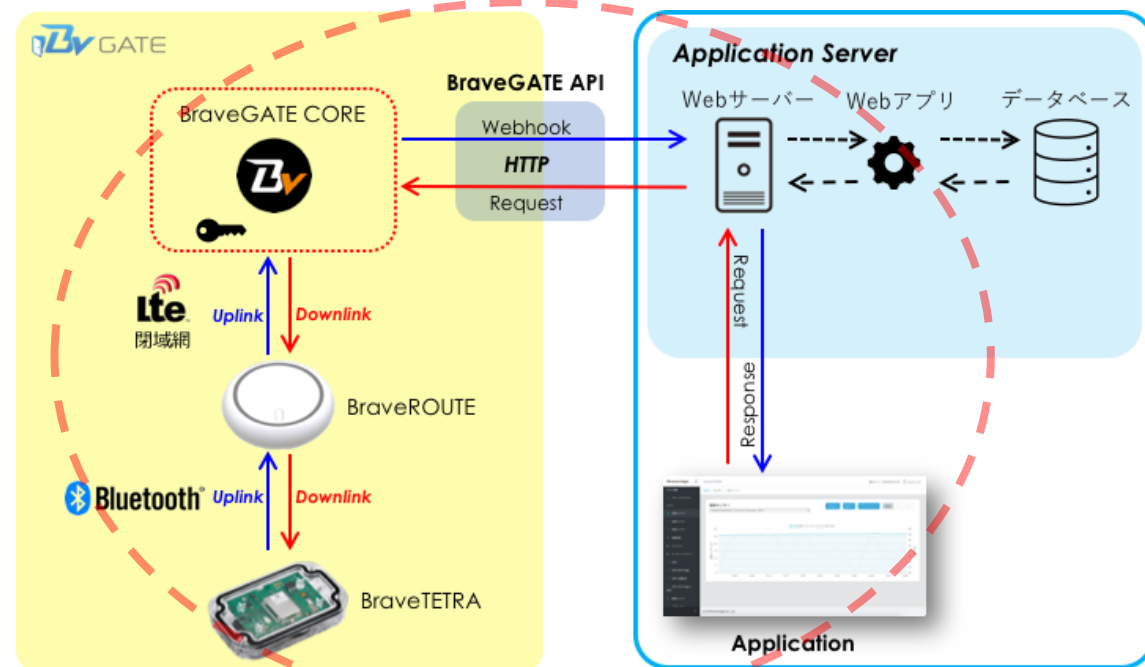 Bv GATE
BraveGATE CORE
Bv
Lte
閉域網
Uplink
Downlink
BraveROUTE
Bluetooth®
Uplink
Downlink
BraveTETRA
BraveGATE API
Webhook
HTTP
Request
Application Server
Webサーバー
Webアプリ
データベース
Request
Response
Application